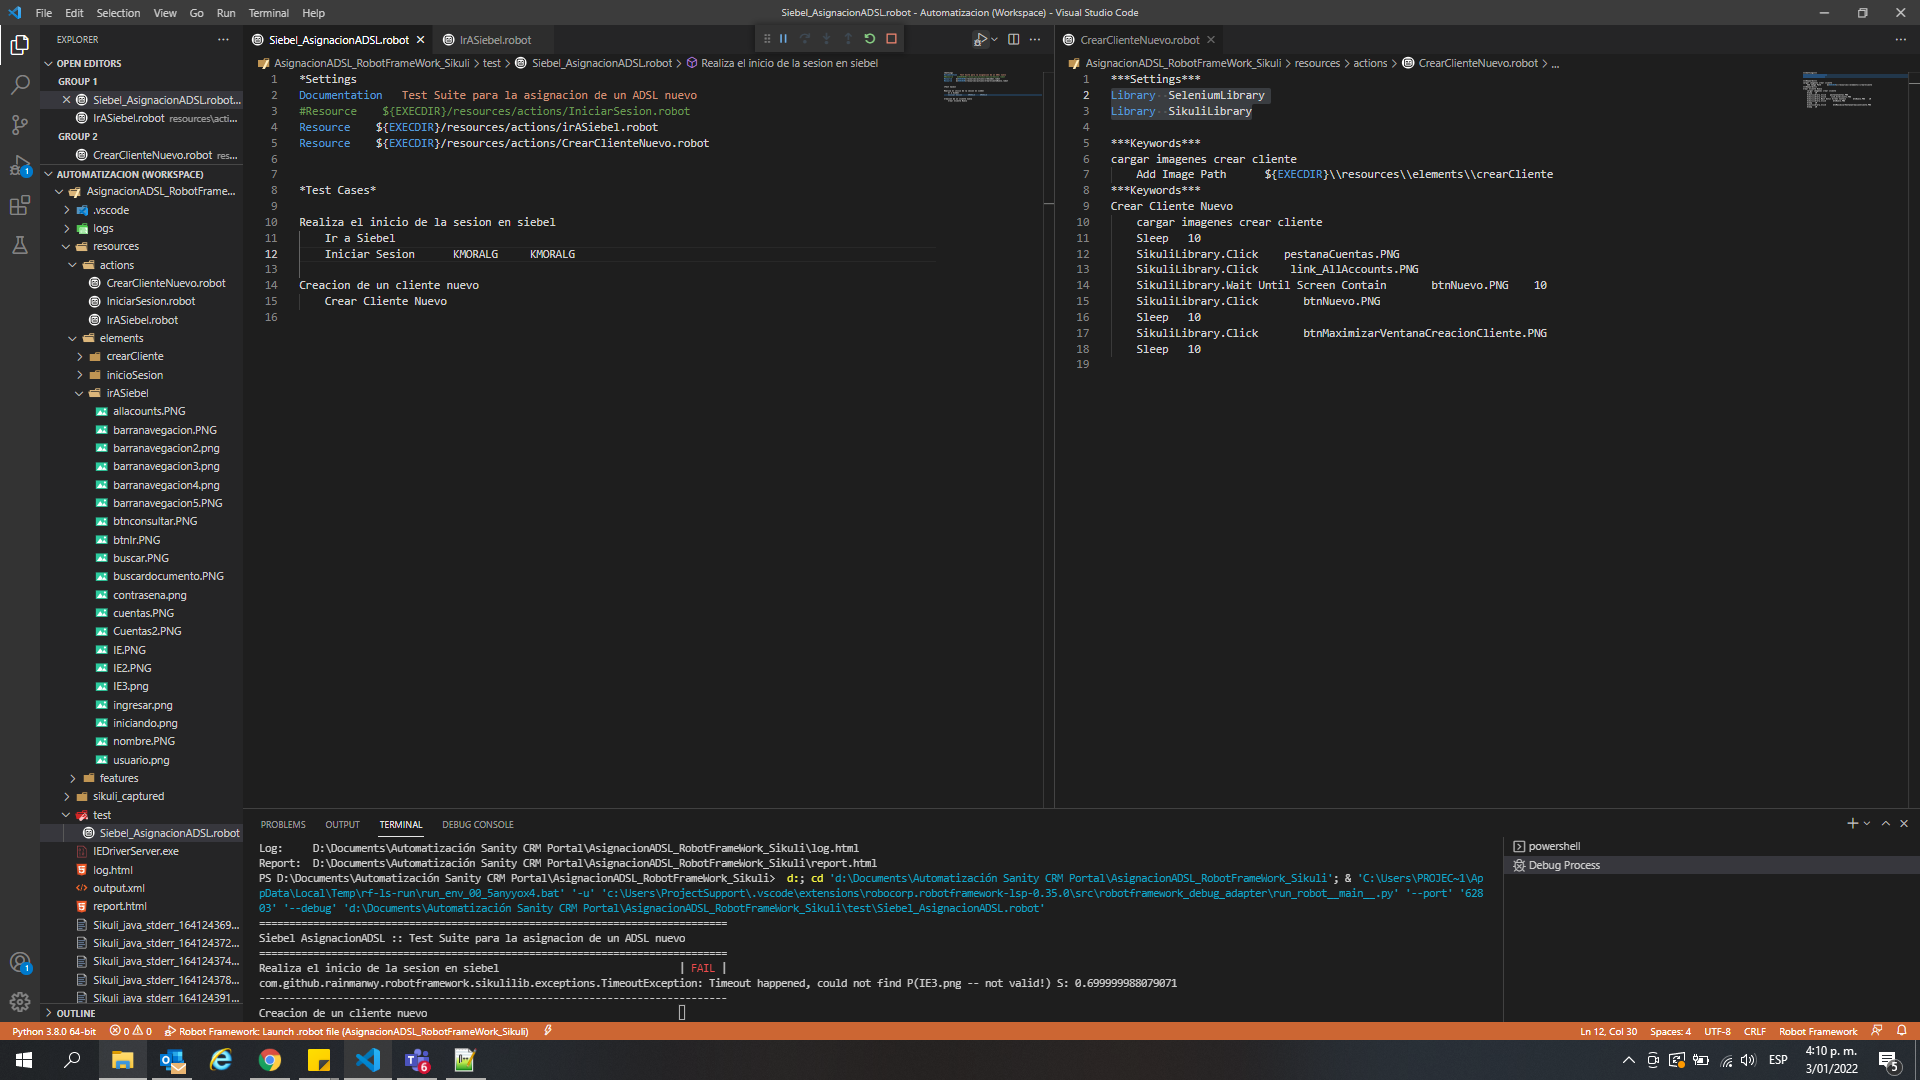 File Edit Selection View Go Run Terminal Help
Siebel_AsignacionADSL.robot - Automatizacion (Workspace) - Visual Studio Code
EXPLORER
OPEN EDITORS
GROUP 1
Siebel_AsignacionADSL.robot...
IrASiebel.robot resources\acti...
GROUP 2
CrearClienteNuevo.robot res...
AUTOMATIZACION (WORKSPACE)
AsignacionADSL_RobotFrame...
.vscode
logs
resources
actions
CrearClienteNuevo.robot
IniciarSesion.robot
IrASiebel.robot
elements
crearCliente
inicioSesion
irASiebel
allacounts.PNG
barranavegacion.PNG
barranavegacion2.png
barranavegacion3.png
barranavegacion4.png
barranavegacion5.PNG
btnconsultar.PNG
btnIr.PNG
buscar.PNG
buscardocumento.PNG
contrasena.png
cuentas.PNG
Cuentas2.PNG
IE.PNG
IE2.PNG
IE3.png
ingresar.png
iniciando.png
nombre.PNG
usuario.png
features
sikuli_captured
test
Siebel_AsignacionADSL.robot
IEDriverServer.exe
log.html
output.xml
report.html
Sikuli_java_stderr_164124369...
Sikuli_java_stderr_164124372...
Sikuli_java_stderr_164124374...
Sikuli_java_stderr_164124378...
Sikuli_java_stderr_164124391...
OUTLINE
Siebel_AsignacionADSL.robot
IrASiebel.robot
AsignacionADSL_RobotFrameWork_Sikuli > test > Siebel_AsignacionADSL.robot > Realiza el inicio de la sesion en siebel
1 *Settings
2 Documentation Test Suite para la asignacion de un ADSL nuevo
3 #Resource ${EXECDIR}/resources/actions/IniciarSesion.robot
4 Resource ${EXECDIR}/resources/actions/irASiebel.robot
5 Resource ${EXECDIR}/resources/actions/CrearClienteNuevo.robot
6
7
8 *Test Cases*
9
10 Realiza el inicio de la sesion en siebel
11 Ir a Siebel
12 Iniciar Sesion KMORALG KMORALG
13
14 Creacion de un cliente nuevo
15 Crear Cliente Nuevo
16
CrearClienteNuevo.robot
AsignacionADSL_RobotFrameWork_Sikuli > resources > actions > CrearClienteNuevo.robot > ...
1 ***Settings***
2 Library SeleniumLibrary
3 Library SikuliLibrary
4
5 ***Keywords***
6 cargar imagenes crear cliente
7 Add Image Path ${EXECDIR}\\resources\\elements\\crearCliente
8 ***Keywords***
9 Crear Cliente Nuevo
10 cargar imagenes crear cliente
11 Sleep 10
12 SikuliLibrary.Click pestanaCuentas.PNG
13 SikuliLibrary.Click link_AllAccounts.PNG
14 SikuliLibrary.Wait Until Screen Contain btnNuevo.PNG 10
15 SikuliLibrary.Click btnNuevo.PNG
16 Sleep 10
17 SikuliLibrary.Click btnMaximizarVentanaCreacionCliente.PNG
18 Sleep 10
19
PROBLEMS OUTPUT TERMINAL DEBUG CONSOLE
Log: D:\Documents\Automatización Sanity CRM Portal\AsignacionADSL_RobotFrameWork_Sikuli\log.html
Report: D:\Documents\Automatización Sanity CRM Portal\AsignacionADSL_RobotFrameWork_Sikuli\report.html
PS D:\Documents\Automatización Sanity CRM Portal\AsignacionADSL_RobotFrameWork_Sikuli> d:; cd 'd:\Documents\Automatización Sanity CRM Portal\AsignacionADSL_RobotFrameWork_Sikuli'; & 'C:\Users\PROJEC~1\Ap
pData\Local\Temp\rf-ls-run\run_env_00_5anyyox4.bat' '-u' 'c:\Users\ProjectSupport\.vscode\extensions\robocorp.robotframework-lsp-0.35.0\src\robotframework_debug_adapter\run_robot__main__.py' '--port' '628
03' '--debug' 'd:\Documents\Automatización Sanity CRM Portal\AsignacionADSL_RobotFrameWork_Sikuli\test\Siebel_AsignacionADSL.robot'
==============================================================================
Siebel AsignacionADSL :: Test Suite para la asignacion de un ADSL nuevo
==============================================================================
Realiza el inicio de la sesion en siebel | FAIL |
com.github.rainmanwy.robotframework.sikulilib.exceptions.TimeoutException: Timeout happened, could not find P(IE3.png -- not valid!) S: 0.699999988079071
------------------------------------------------------------------------------
Creacion de un cliente nuevo
powershell
Debug Process
Python 3.8.0 64-bit 0 0 Robot Framework: Launch .robot file (AsignacionADSL_RobotFrameWork_Sikuli)
Ln 12, Col 30 Spaces: 4 UTF-8 CRLF Robot Framework
ESP
4:10 p. m.
3/01/2022
5